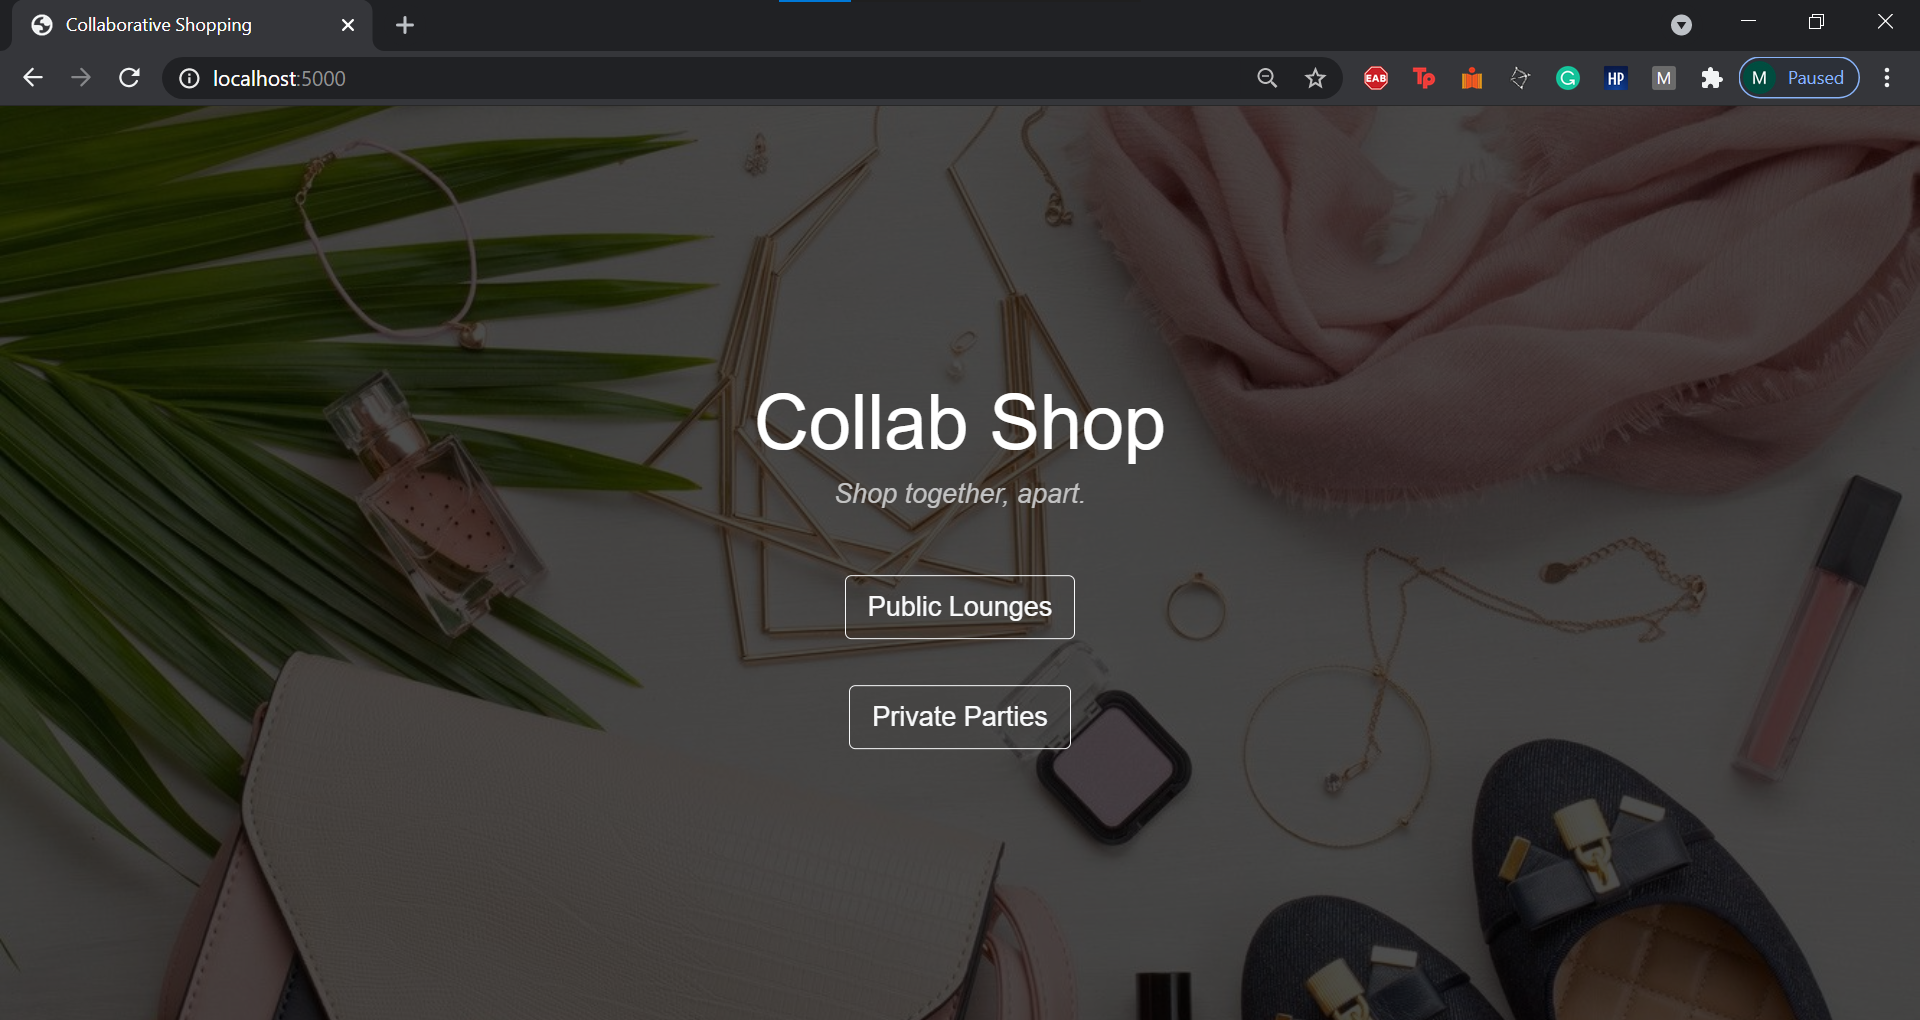 Collaborative Shopping
localhost:5000
EAB
Tp
G
HP
M
M Paused
Collab Shop
Shop together, apart.
Public Lounges
Private Parties